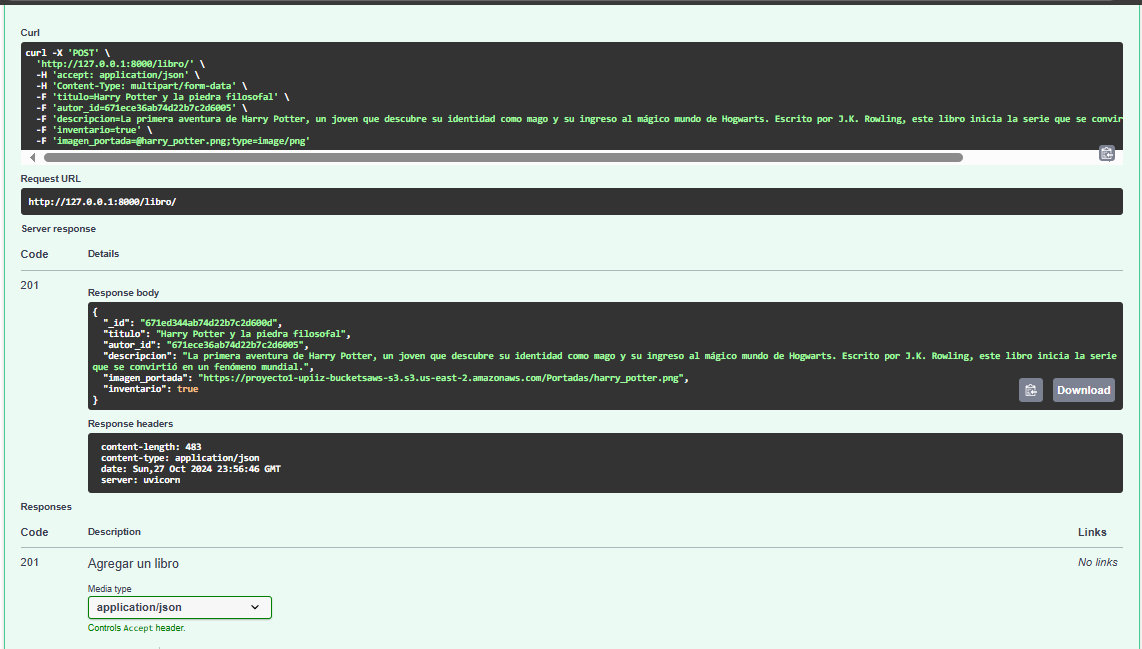 Curl
curl -X 'POST' \
'http://127.0.0.1:8000/libro/' \
-H 'accept: application/json' \
-H 'Content-Type: multipart/form-data' \
-F 'titulo=Harry Potter y la piedra filosofal' \
-F 'autor_id=671ece36ab74d22b7c2d6005' \
-F 'descripcion=La primera aventura de Harry Potter, un joven que descubre su identidad como mago y su ingreso al mágico mundo de Hogwarts. Escrito por J.K. Rowling, este libro inicia la serie que se convir
-F 'inventario=true' \
-F 'imagen_portada=@harry_potter.png;type=image/png'
Request URL
http://127.0.0.1:8000/libro/
Server response
Code Details
201
Response body
{
"_id": "671ed344ab74d22b7c2d600d",
"titulo": "Harry Potter y la piedra filosofal",
"autor_id": "671ece36ab74d22b7c2d6005",
"descripcion": "La primera aventura de Harry Potter, un joven que descubre su identidad como mago y su ingreso al mágico mundo de Hogwarts. Escrito por J.K. Rowling, este libro inicia la serie
que se convirtió en un fenómeno mundial.",
"imagen_portada": "https://proyecto1-upiiz-bucketsaws-s3.s3.us-east-2.amazonaws.com/Portadas/harry_potter.png",
"inventario": true
}
Download
Response headers
content-length: 483
content-type: application/json
date: Sun,27 Oct 2024 23:56:46 GMT
server: uvicorn
Responses
Code Description Links
201 Agregar un libro No links
Media type
application/json
Controls Accept header.